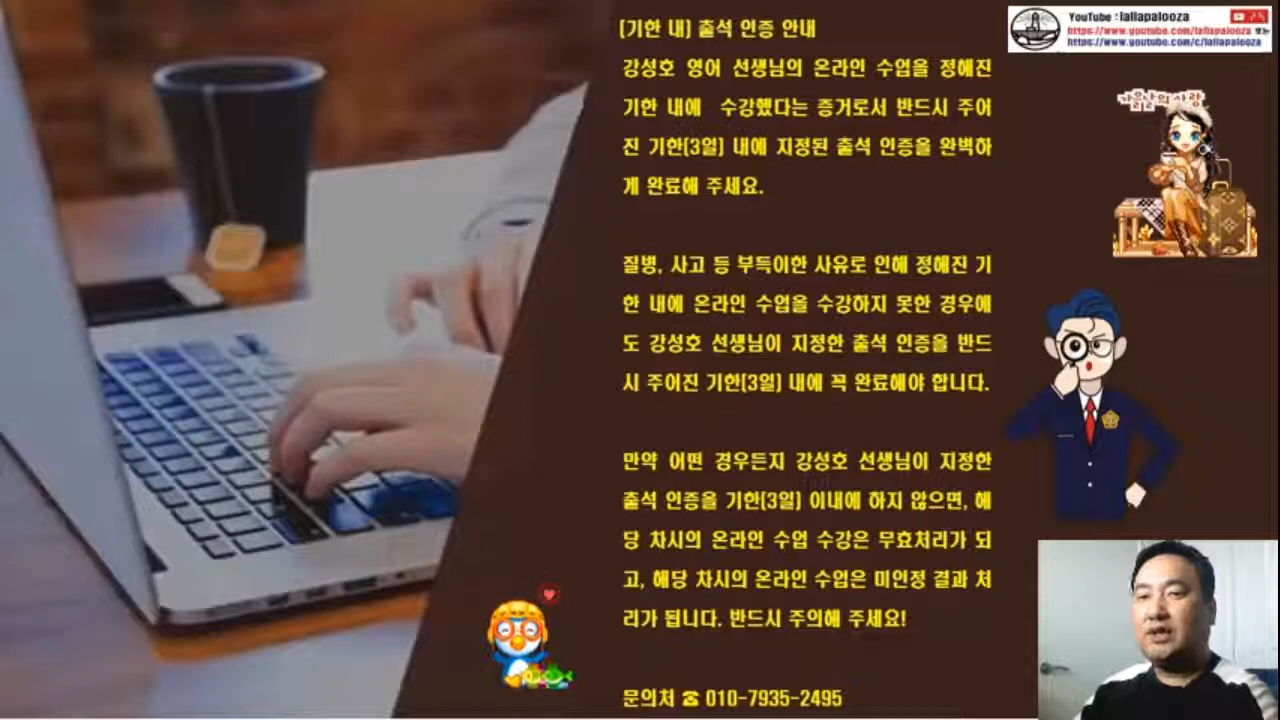 [기한 내] 출석 인증 안내
강성호 영어 선생님의 온라인 수업을 정해진
기한 내에 수강했다는 증거로서 반드시 주어
진 기한(3일) 내에 지정된 출석 인증을 완벽하
게 완료해 주세요.
질병, 사고 등 부득이한 사유로 인해 정해진 기
한 내에 온라인 수업을 수강하지 못한 경우에
도 강성호 선생님이 지정한 출석 인증을 반드
시 주어진 기한(3일) 내에 꼭 완료해야 합니다.
만약 어떤 경우든지 강성호 선생님이 지정한
출석 인증을 기한(3일) 이내에 하지 않으면, 해
당 차시의 온라인 수업 수강은 무효처리가 되
고, 해당 차시의 온라인 수업은 미인정 결과 처
리가 됩니다. 반드시 주의해 주세요!
문의처 ☎ 010-7935-2495
YouTube : lallapalooza 구독
https://www.youtube.com/lallapalooza 또는
https://www.youtube.com/c/lallapalooza
가을날의 사랑